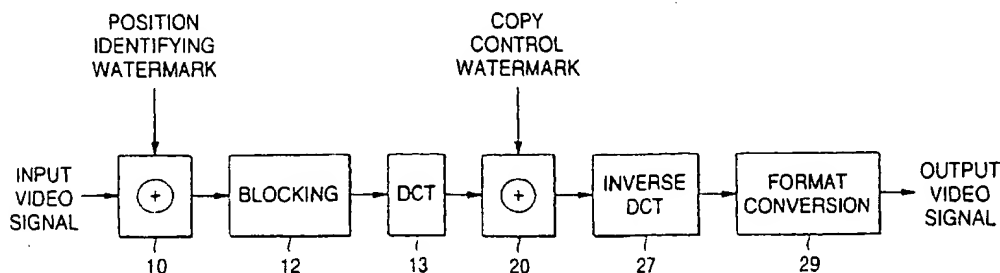 POSITION
IDENTIFYING
WATERMARK
COPY
CONTROL
WATERMARK
INPUT
VIDEO
SIGNAL
BLOCKING
DCT
INVERSE
DCT
FORMAT
CONVERSION
OUTPUT
VIDEO
SIGNAL
10
12
13
20
27
29